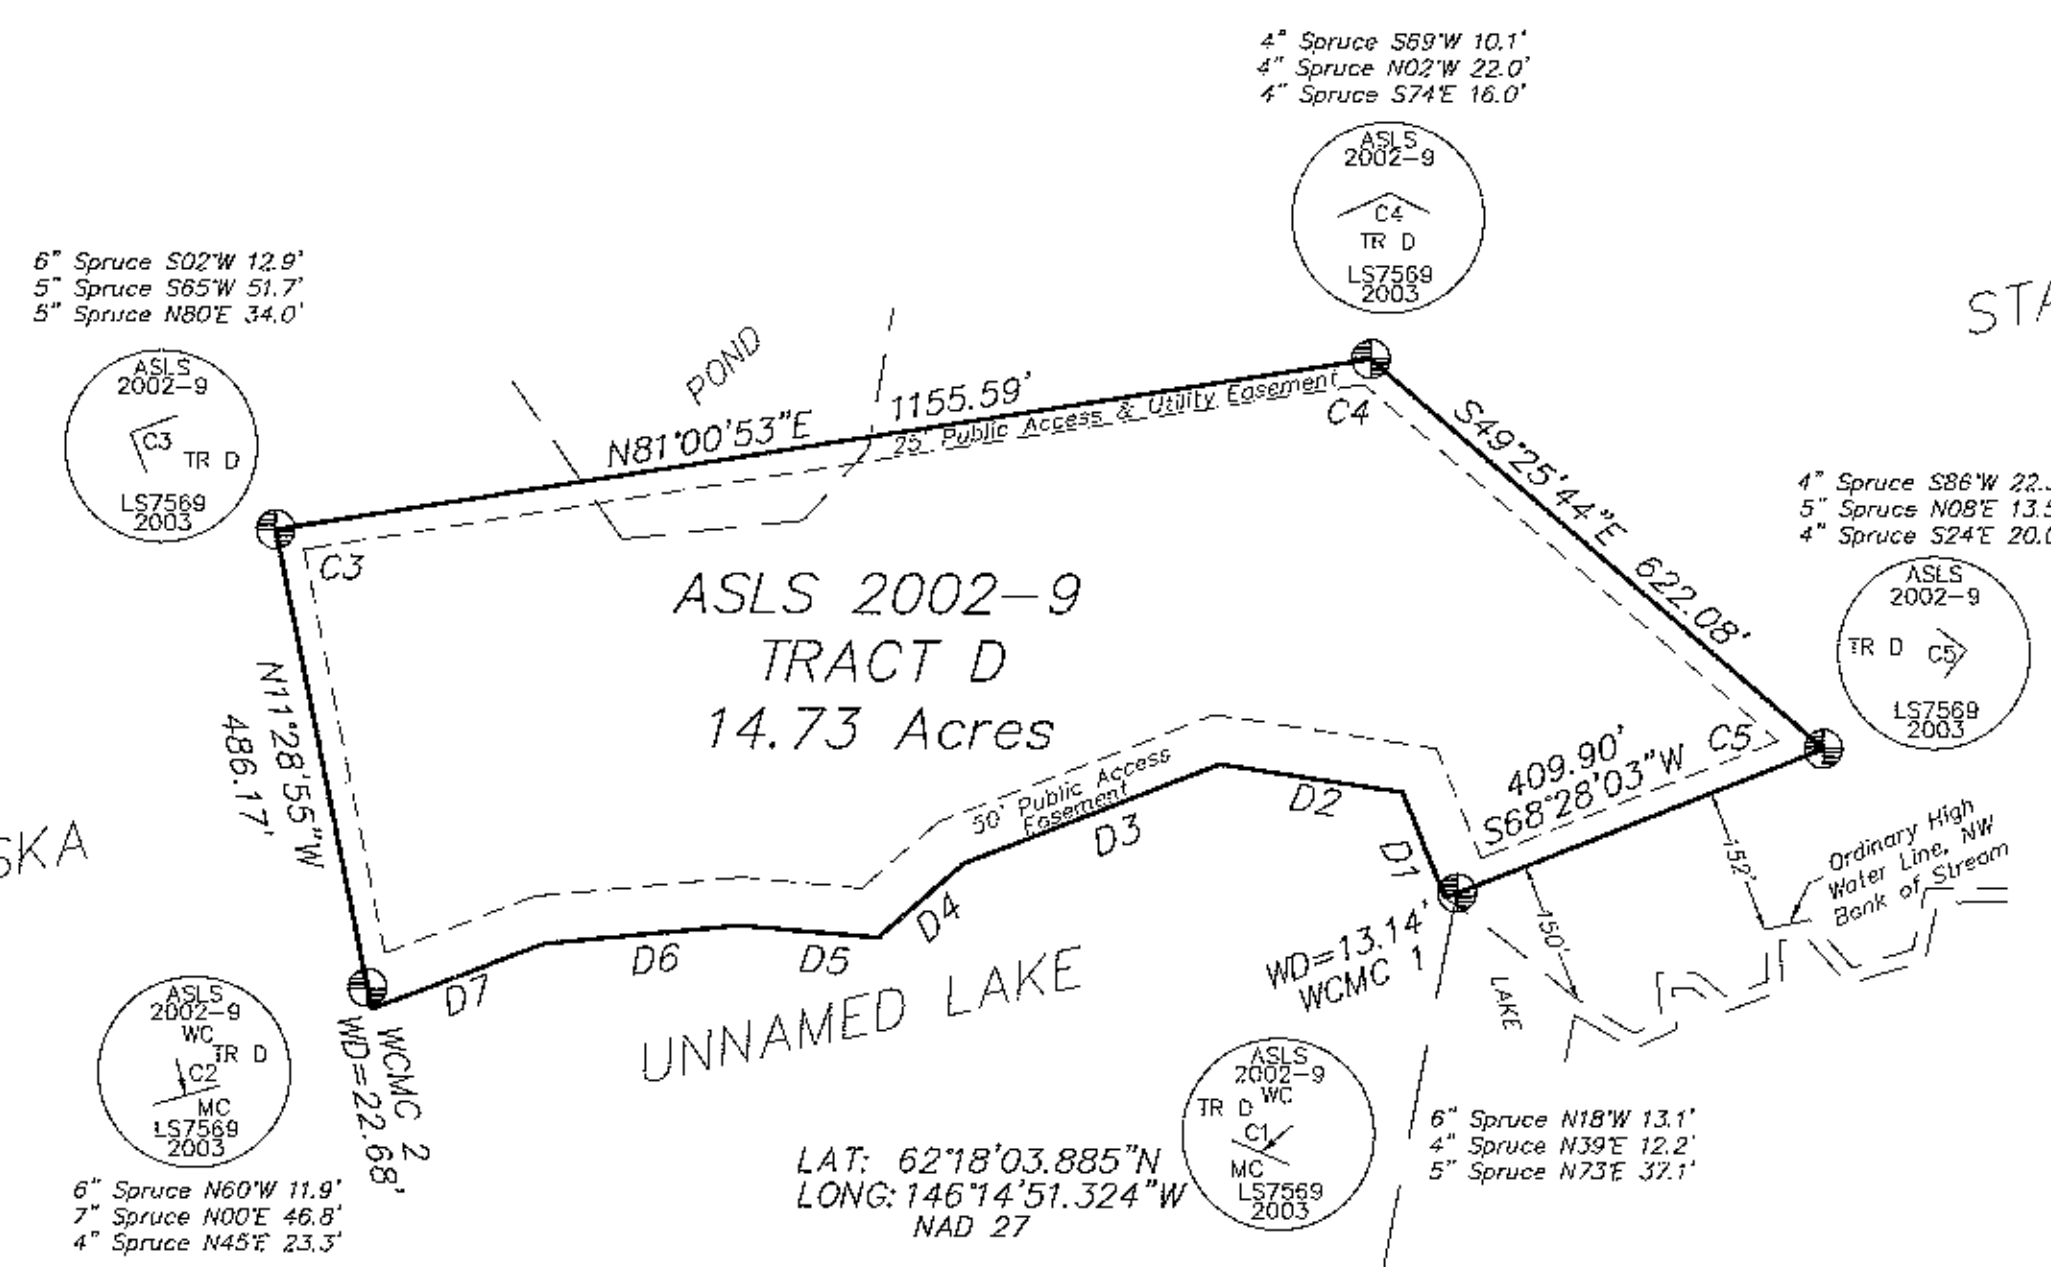 4" Spruce S69°W 10.1'
4" Spruce N02°W 22.0'
4" Spruce S74°E 16.0'
ASLS
2002-9
C4
TR D
LS7569
2003
6" Spruce S02°W 12.9'
5" Spruce S65°W 51.7'
5" Spruce N80°E 34.0'
ASLS
2002-9
C3
TR D
LS7569
2003
POND
N81°00'53"E
1155.59'
25' Public Access & Utility Easement
C3
C4
S49°25'44"E 622.08'
4" Spruce S86°W
5" Spruce N08°E
4" Spruce S24°E
ASLS
2002-9
TR D C5
LS7569
2003
ASLS 2002-9
TRACT D
14.73 Acres
N11°28'55"W
486.17'
50' Public Access
Easement
409.90'
S68°28'03"W
C5
D1
D2
D3
D4
D5
D6
D7
152'
150'
Ordinary High
Water Line, NW
Bank of Stream
LAKE
WD=13.14'
WCMC 1
UNNAMED LAKE
WCMC 2
WD=22.68'
ASLS
2002-9
WC
TR D
C2
MC
LS7569
2003
6" Spruce N60°W 11.9'
7" Spruce N00°E 46.8'
4" Spruce N45°E 23.3'
LAT: 62°18'03.885"N
LONG: 146°14'51.324"W
NAD 27
ASLS
2002-9
WC
TR D
C1
MC
LS7569
2003
6" Spruce N18°W 13.1'
4" Spruce N39°E 12.2'
5" Spruce N73°E 37.1'